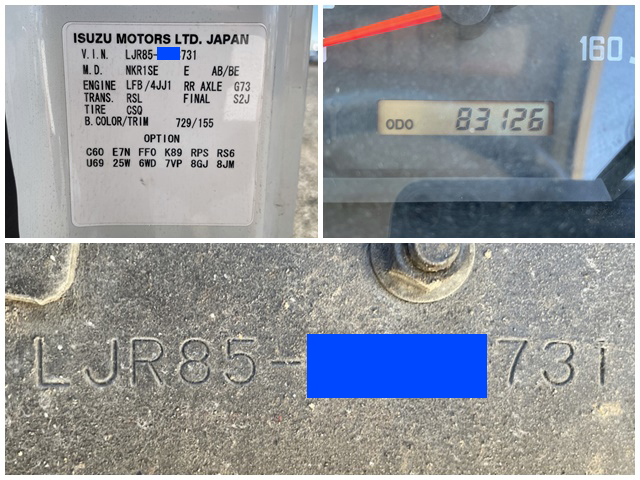 ISUZU MOTORS LTD. JAPAN
V.I.N. LJR85- 731
M.D. NKR1SE E AB/BE
ENGINE LFB/4JJ1 RR AXLE G73
TRANS. RSL FINAL S2J
TIRE CSQ
B.COLOR/TRIM 729/155
OPTION
C60 E7N FF0 K89 RPS RS6
U69 25W 6WD 7VP 8GJ 8JM
160
ODO 83126
LJR85- 731